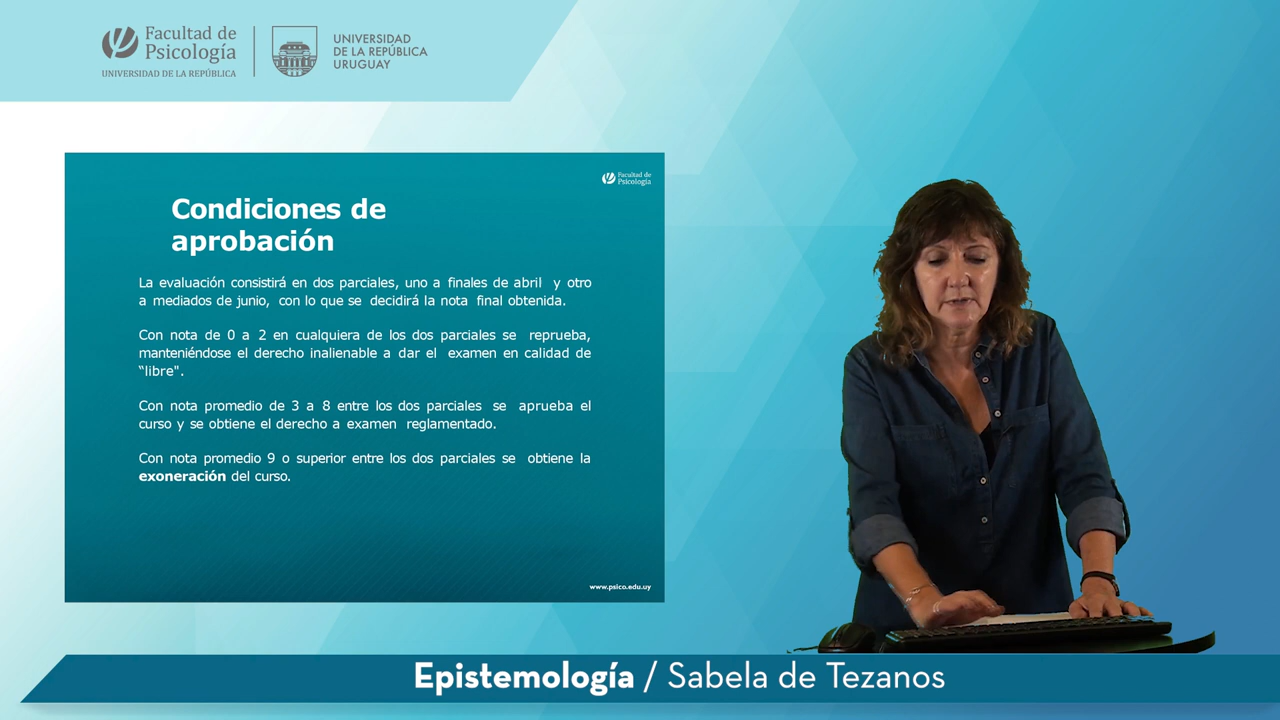 Facultad de
Psicología
UNIVERSIDAD DE LA REPÚBLICA
UNIVERSIDAD
DE LA REPÚBLICA
URUGUAY
Facultad de
Psicología
Condiciones de
aprobación
La evaluación consistirá en dos parciales, uno a finales de abril y otro
a mediados de junio, con lo que se decidirá la nota final obtenida.
Con nota de 0 a 2 en cualquiera de los dos parciales se reprueba,
manteniéndose el derecho inalienable a dar el examen en calidad de
“libre".
Con nota promedio de 3 a 8 entre los dos parciales se aprueba el
curso y se obtiene el derecho a examen reglamentado.
Con nota promedio 9 o superior entre los dos parciales se obtiene la
exoneración del curso.
www.psico.edu.uy
Epistemología / Sabela de Tezanos